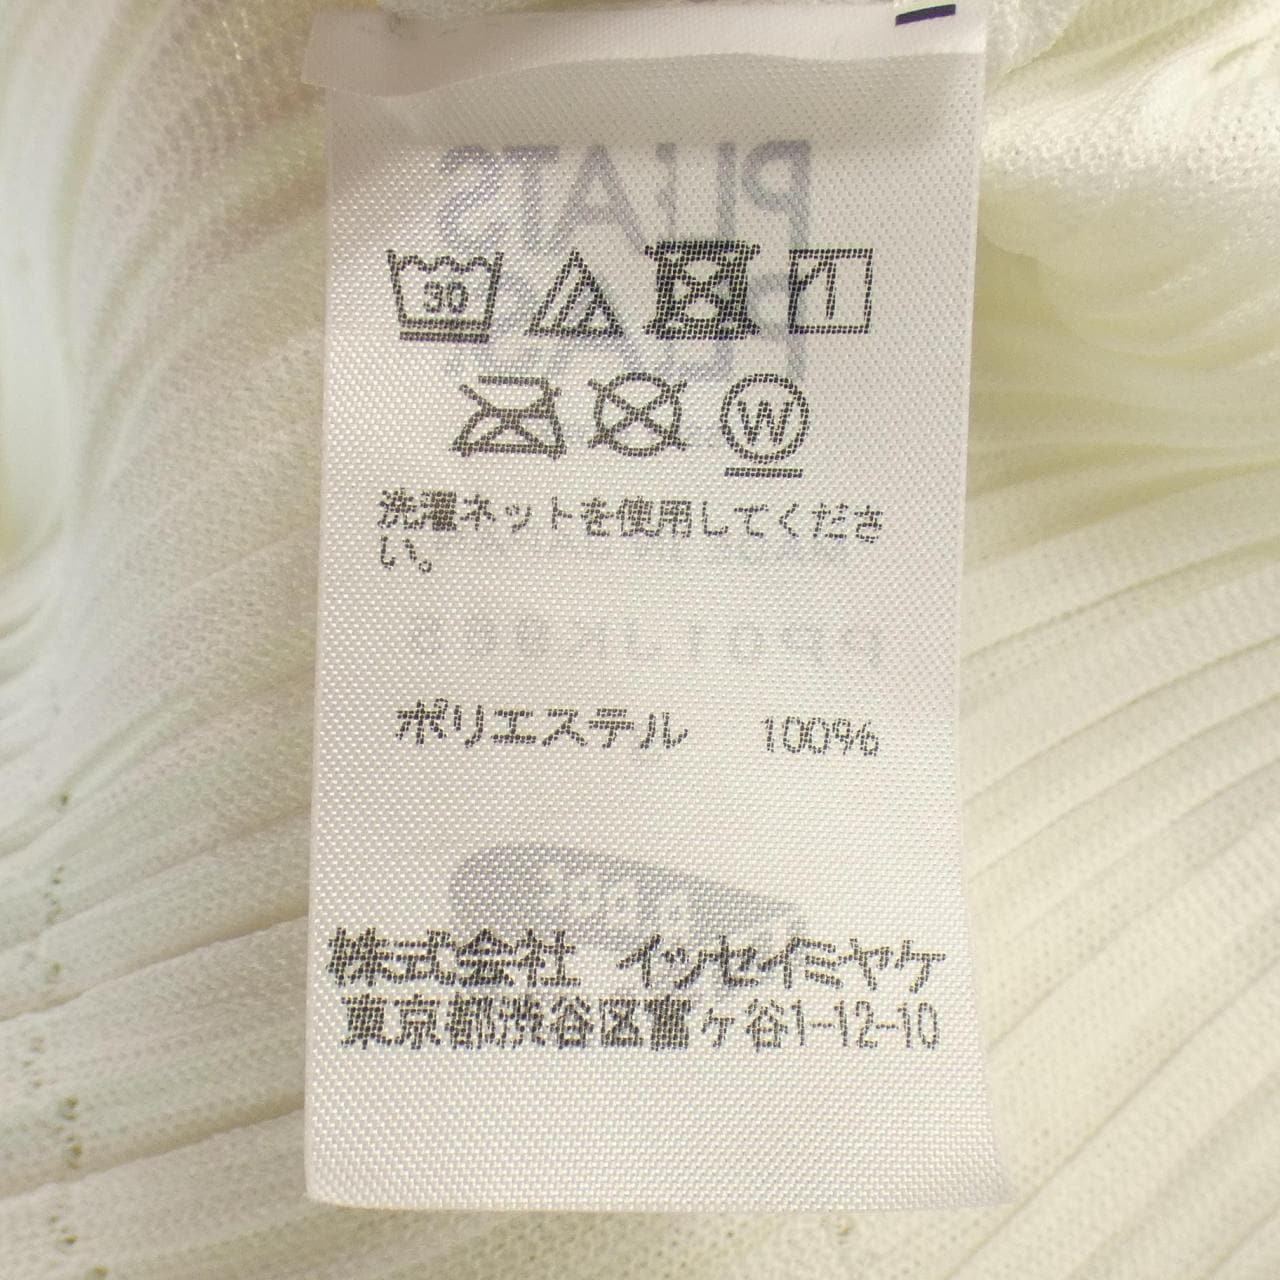 30
W
洗濯ネットを使用してくださ
い。
ポリエステル 100%
株式会社 イッセイミヤケ
東京都渋谷区富ヶ谷1-12-10